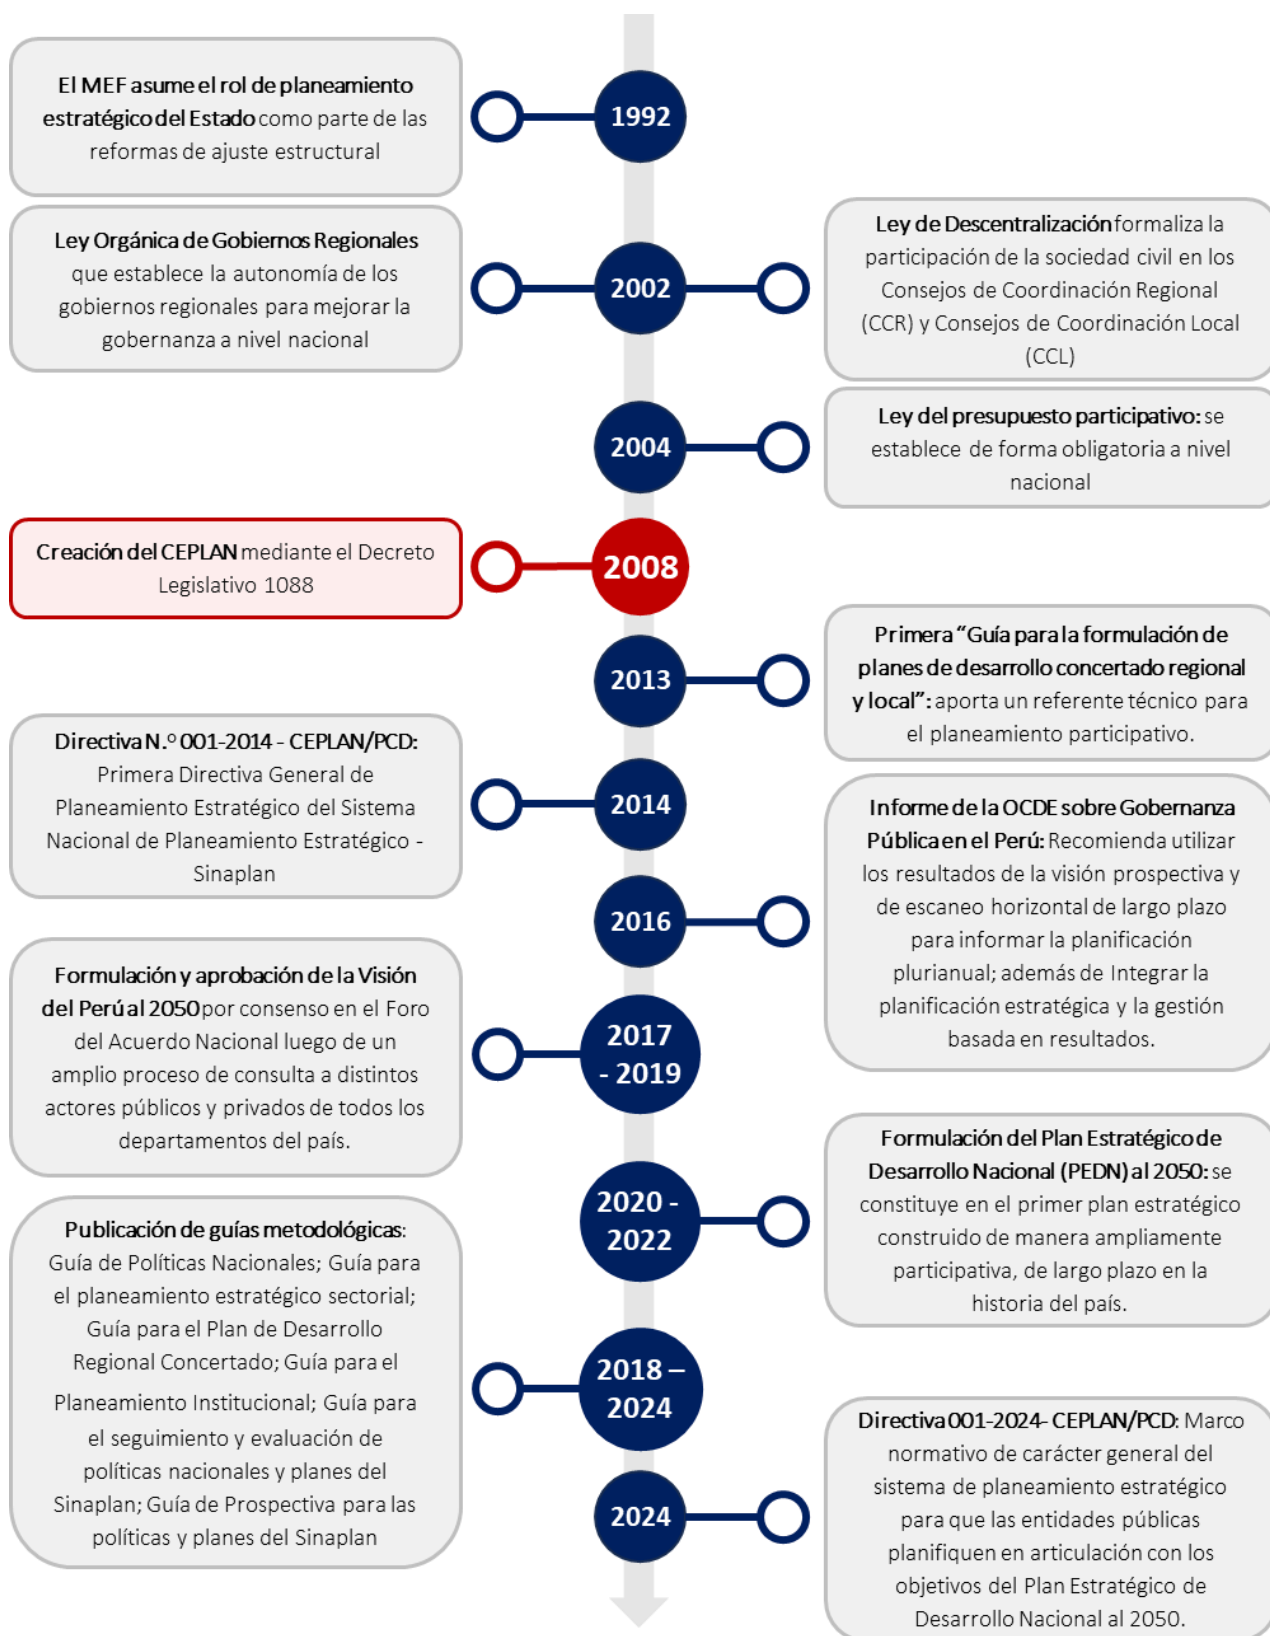 El MEF asume el rol de planeamiento
estratégico del Estado como parte de las
reformas de ajuste estructural
1992
Ley Orgánica de Gobiernos Regionales
que establece la autonomía de los
gobiernos regionales para mejorar la
gobernanza a nivel nacional
2002
Ley de Descentralización formaliza la
participación de la sociedad civil en los
Consejos de Coordinación Regional
(CCR) y Consejos de Coordinación Local
(CCL)
2004
Ley del presupuesto participativo: se
establece de forma obligatoria a nivel
nacional
Creación del CEPLAN mediante el Decreto
Legislativo 1088
2008
2013
Primera “Guía para la formulación de
planes de desarrollo concertado regional
y local”: aporta un referente técnico para
el planeamiento participativo.
Directiva N.º 001-2014 - CEPLAN/PCD:
Primera Directiva General de
Planeamiento Estratégico del Sistema
Nacional de Planeamiento Estratégico -
Sinaplan
2014
2016
Informe de la OCDE sobre Gobernanza
Pública en el Perú: Recomienda utilizar
los resultados de la visión prospectiva y
de escaneo horizontal de largo plazo
para informar la planificación
plurianual; además de Integrar la
planificación estratégica y la gestión
basada en resultados.
Formulación y aprobación de la Visión
del Perú al 2050 por consenso en el Foro
del Acuerdo Nacional luego de un
amplio proceso de consulta a distintos
actores públicos y privados de todos los
departamentos del país.
2017
- 2019
2020 -
2022
Formulación del Plan Estratégico de
Desarrollo Nacional (PEDN) al 2050: se
constituye en el primer plan estratégico
construido de manera ampliamente
participativa, de largo plazo en la
historia del país.
Publicación de guías metodológicas:
Guía de Políticas Nacionales; Guía para
el planeamiento estratégico sectorial;
Guía para el Plan de Desarrollo
Regional Concertado; Guía para el
Planeamiento Institucional; Guía para
el seguimiento y evaluación de
políticas nacionales y planes del
Sinaplan; Guía de Prospectiva para las
políticas y planes del Sinaplan
2018 –
2024
2024
Directiva 001-2024- CEPLAN/PCD: Marco
normativo de carácter general del
sistema de planeamiento estratégico
para que las entidades públicas
planifiquen en articulación con los
objetivos del Plan Estratégico de
Desarrollo Nacional al 2050.